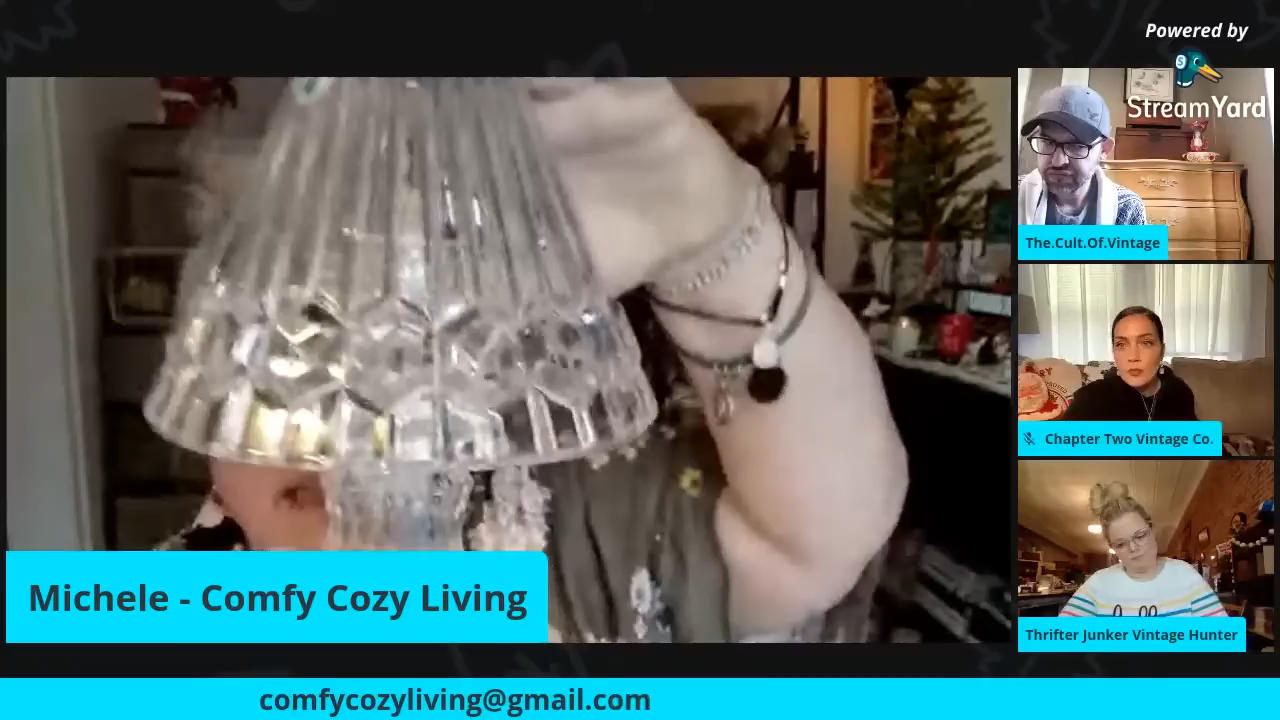 Powered by
S
StreamYard
The.Cult.Of.Vintage
Chapter Two Vintage Co.
Thrifter Junker Vintage Hunter
Michele - Comfy Cozy Living
comfycozyliving@gmail.com